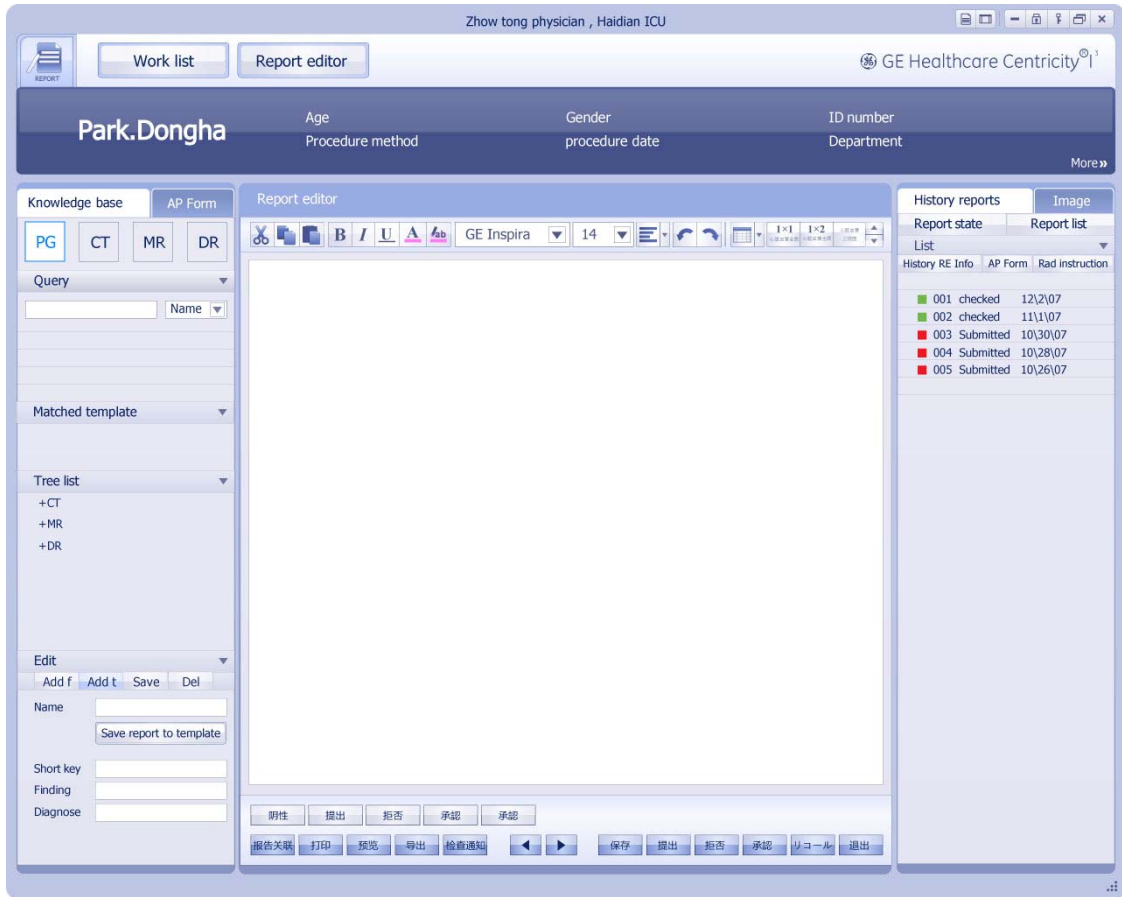 Zhow tong physician , Haidian ICU
REPORT
Work list
Report editor
GE Healthcare Centricity®I³
Park.Dongha
Age
Gender
ID number
Procedure method
procedure date
Department
More»
Knowledge base
AP Form
PG
CT
MR
DR
Query
Name
Matched template
Tree list
+CT
+MR
+DR
Edit
Add f
Add t
Save
Del
Name
Save report to template
Short key
Finding
Diagnose
Report editor
B
I
U
A
ab
GE Inspira
14
1×1
1×2
阴性
提出
拒否
承認
承認
报告关联
打印
预览
导出
检查通知
保存
提出
拒否
承認
リコール
退出
History reports
Image
Report state
Report list
List
History RE Info
AP Form
Rad instruction
001 checked 12\2\07
002 checked 11\1\07
003 Submitted 10\30\07
004 Submitted 10\28\07
005 Submitted 10\26\07